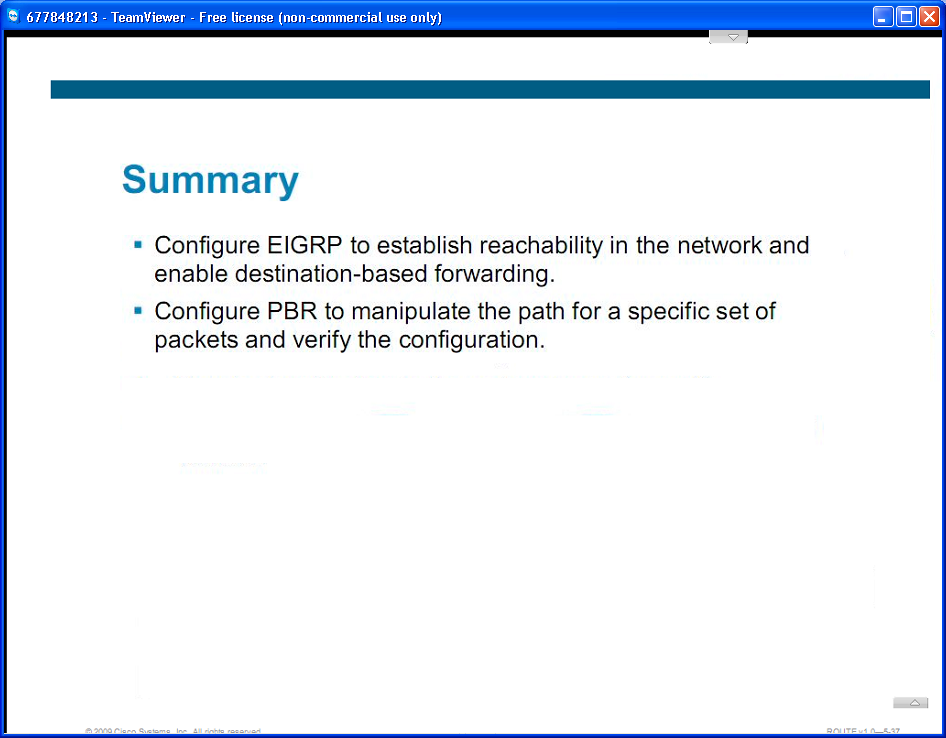 677848213 - TeamViewer - Free license (non-commercial use only)
Summary
Configure EIGRP to establish reachability in the network and
enable destination-based forwarding.
Configure PBR to manipulate the path for a specific set of
packets and verify the configuration.
© 2009 Cisco Systems, Inc. All rights reserved.
ROUTE v1.0—5-37